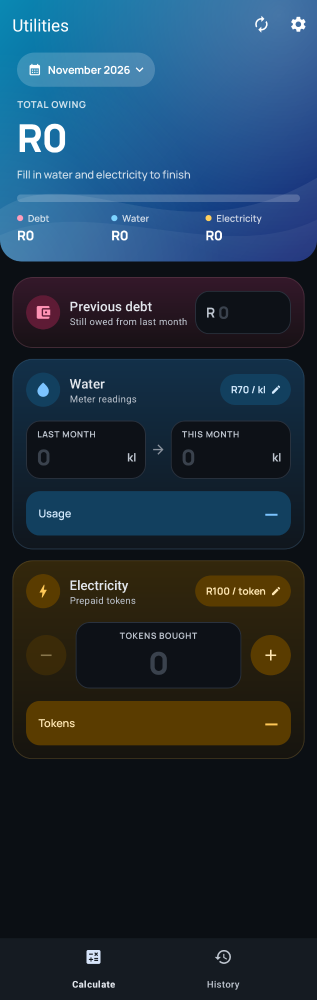 Utilities
November 2026
TOTAL OWING
R0
Fill in water and electricity to finish
Debt Water Electricity
R0 R0 R0
Previous debt
Still owed from last month
R 0
Water
Meter readings
R70 / kl
LAST MONTH
0 kl
THIS MONTH
0 kl
Usage —
Electricity
Prepaid tokens
R100 / token
TOKENS BOUGHT
0
Tokens —
Calculate History